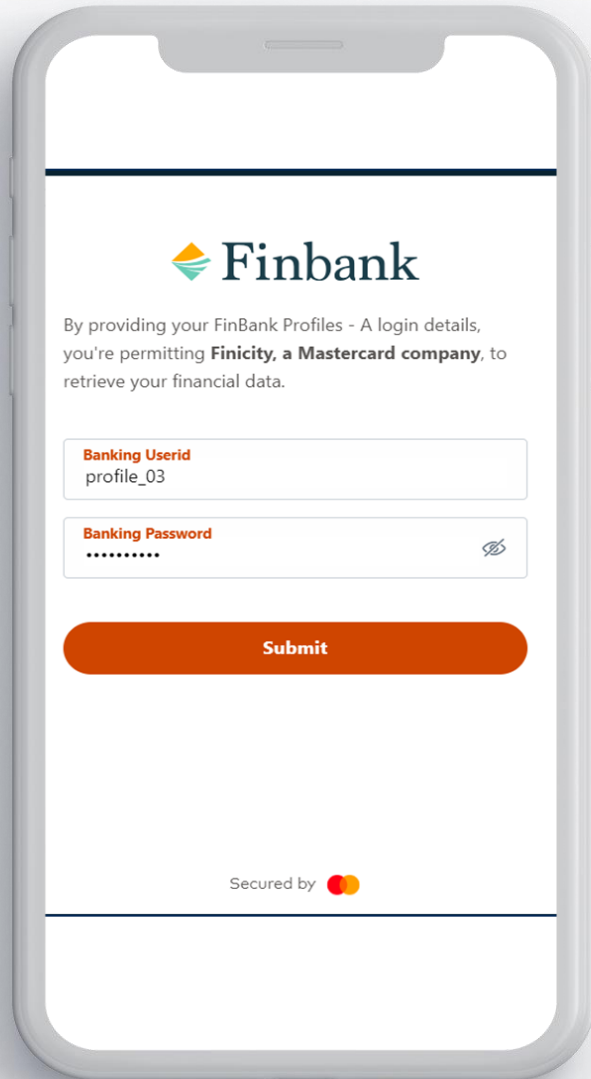 Finbank
By providing your FinBank Profiles - A login details,
you're permitting Finicity, a Mastercard company, to
retrieve your financial data.
Banking Userid
profile_03
Banking Password
••••••••••
Submit
Secured by